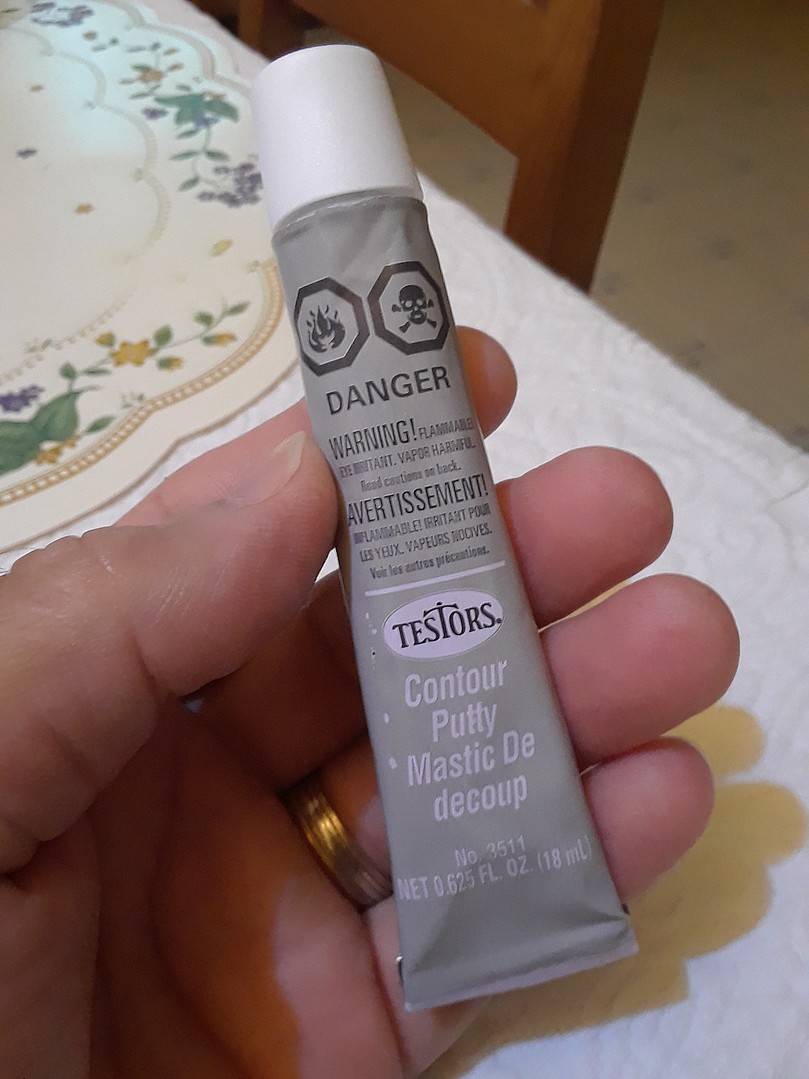 DANGER
WARNING! FLAMMABLE!
EYE IRRITANT. VAPOR HARMFUL.
Read cautions on back.
AVERTISSEMENT!
INFLAMMABLE! IRRITANT POUR
LES YEUX. VAPEURS NOCIVES.
Voir les autres précautions.
TESTORS.
Contour
Putty
Mastic De
decoup
No. 3511
NET 0.625 FL. OZ. (18 mL)